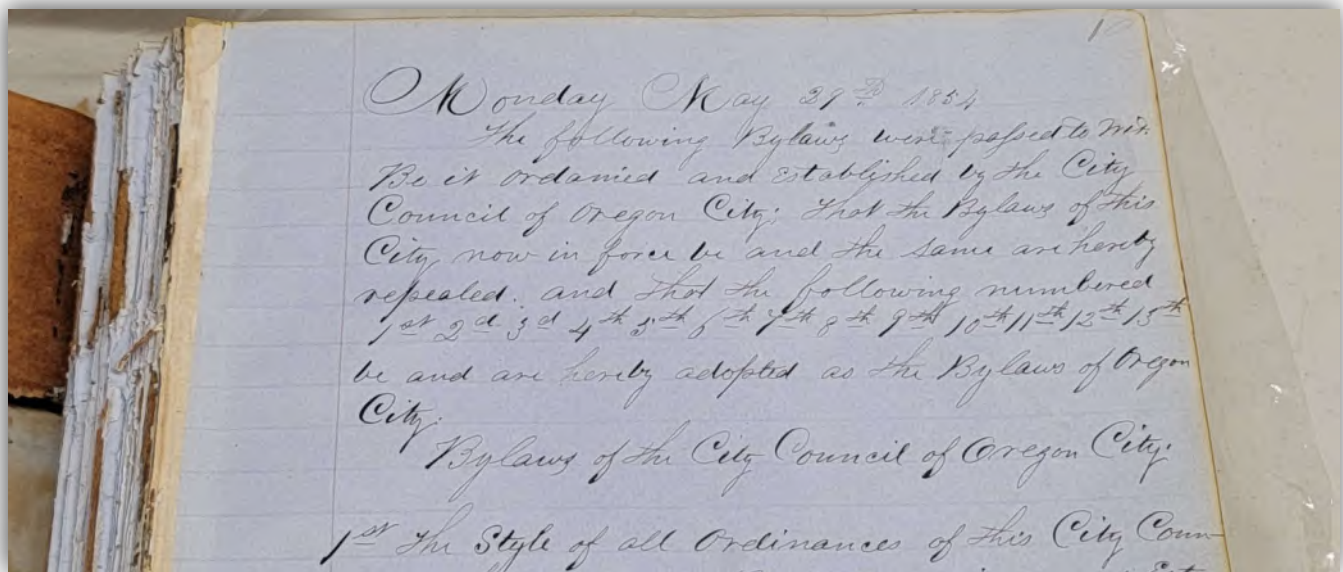 Monday May 29th 1854
The following Bylaws were passed to wit:
Be it ordained and Established by the City
Council of Oregon City; That the Bylaws of this
City now in force be and the same are hereby
repealed. and that the following numbered
1st 2d 3d 4th 5th 6th 7th 8th 9th 10th 11th 12th 13th
be and are hereby adopted as the Bylaws of Oregon
City.
Bylaws of the City Council of Oregon City.
1st The Style of all Ordinances of this City Coun-